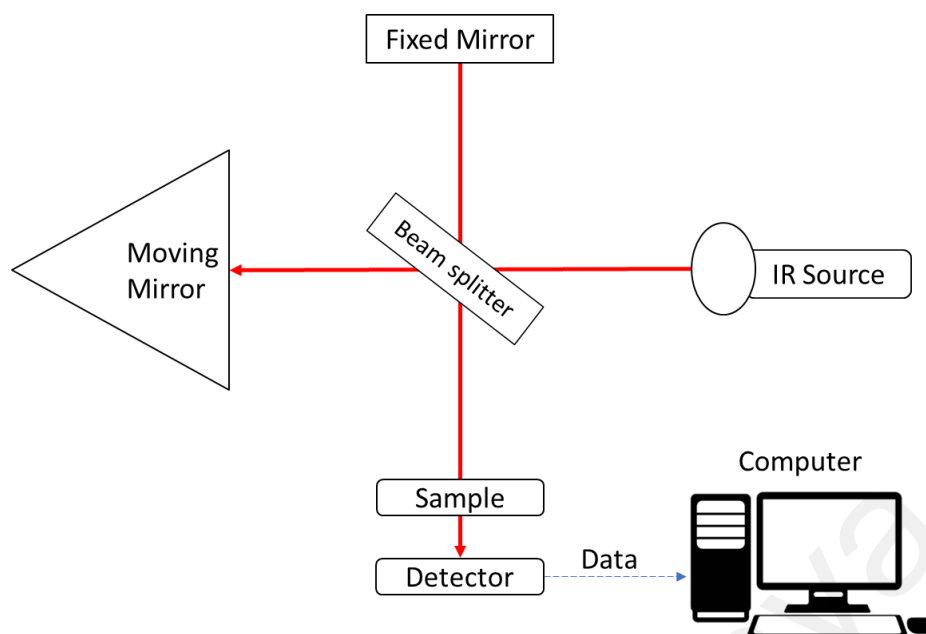 Fixed Mirror
Moving
Mirror
Beam splitter
IR Source
Computer
Sample
Detector
Data